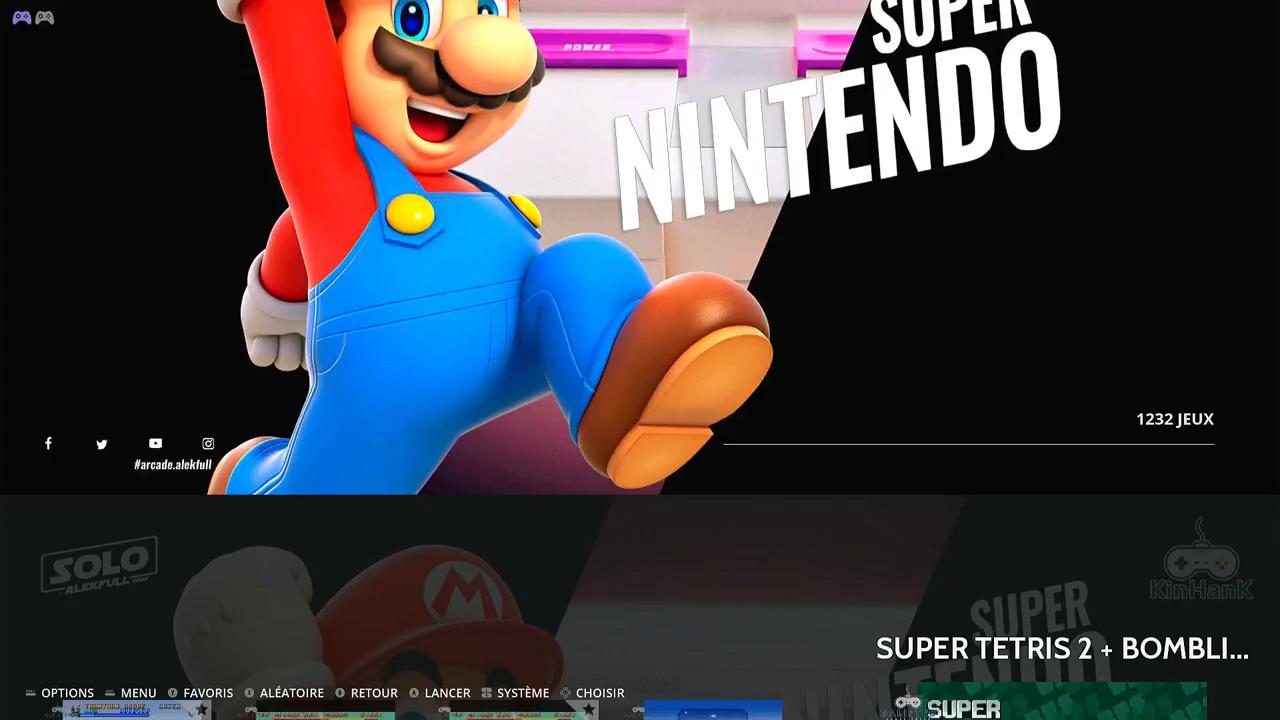 POWER
SUPER
NINTENDO
1232 JEUX
#arcade.alekfull
SOLO
ALEKFULL
KinHanK
SUPER
NINTENDO
SUPER TETRIS 2 + BOMBLI...
OPTIONS MENU FAVORIS ALÉATOIRE RETOUR LANCER SYSTÈME CHOISIR
SUPER